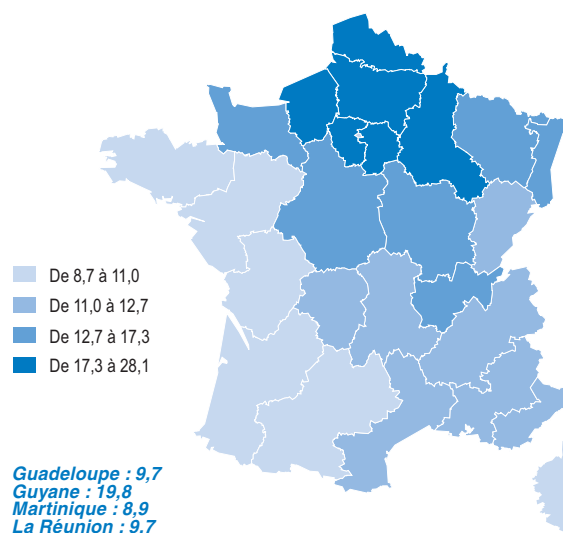 De 8,7 à 11,0
De 11,0 à 12,7
De 12,7 à 17,3
De 17,3 à 28,1
Guadeloupe : 9,7
Guyane : 19,8
Martinique : 8,9
La Réunion : 9,7